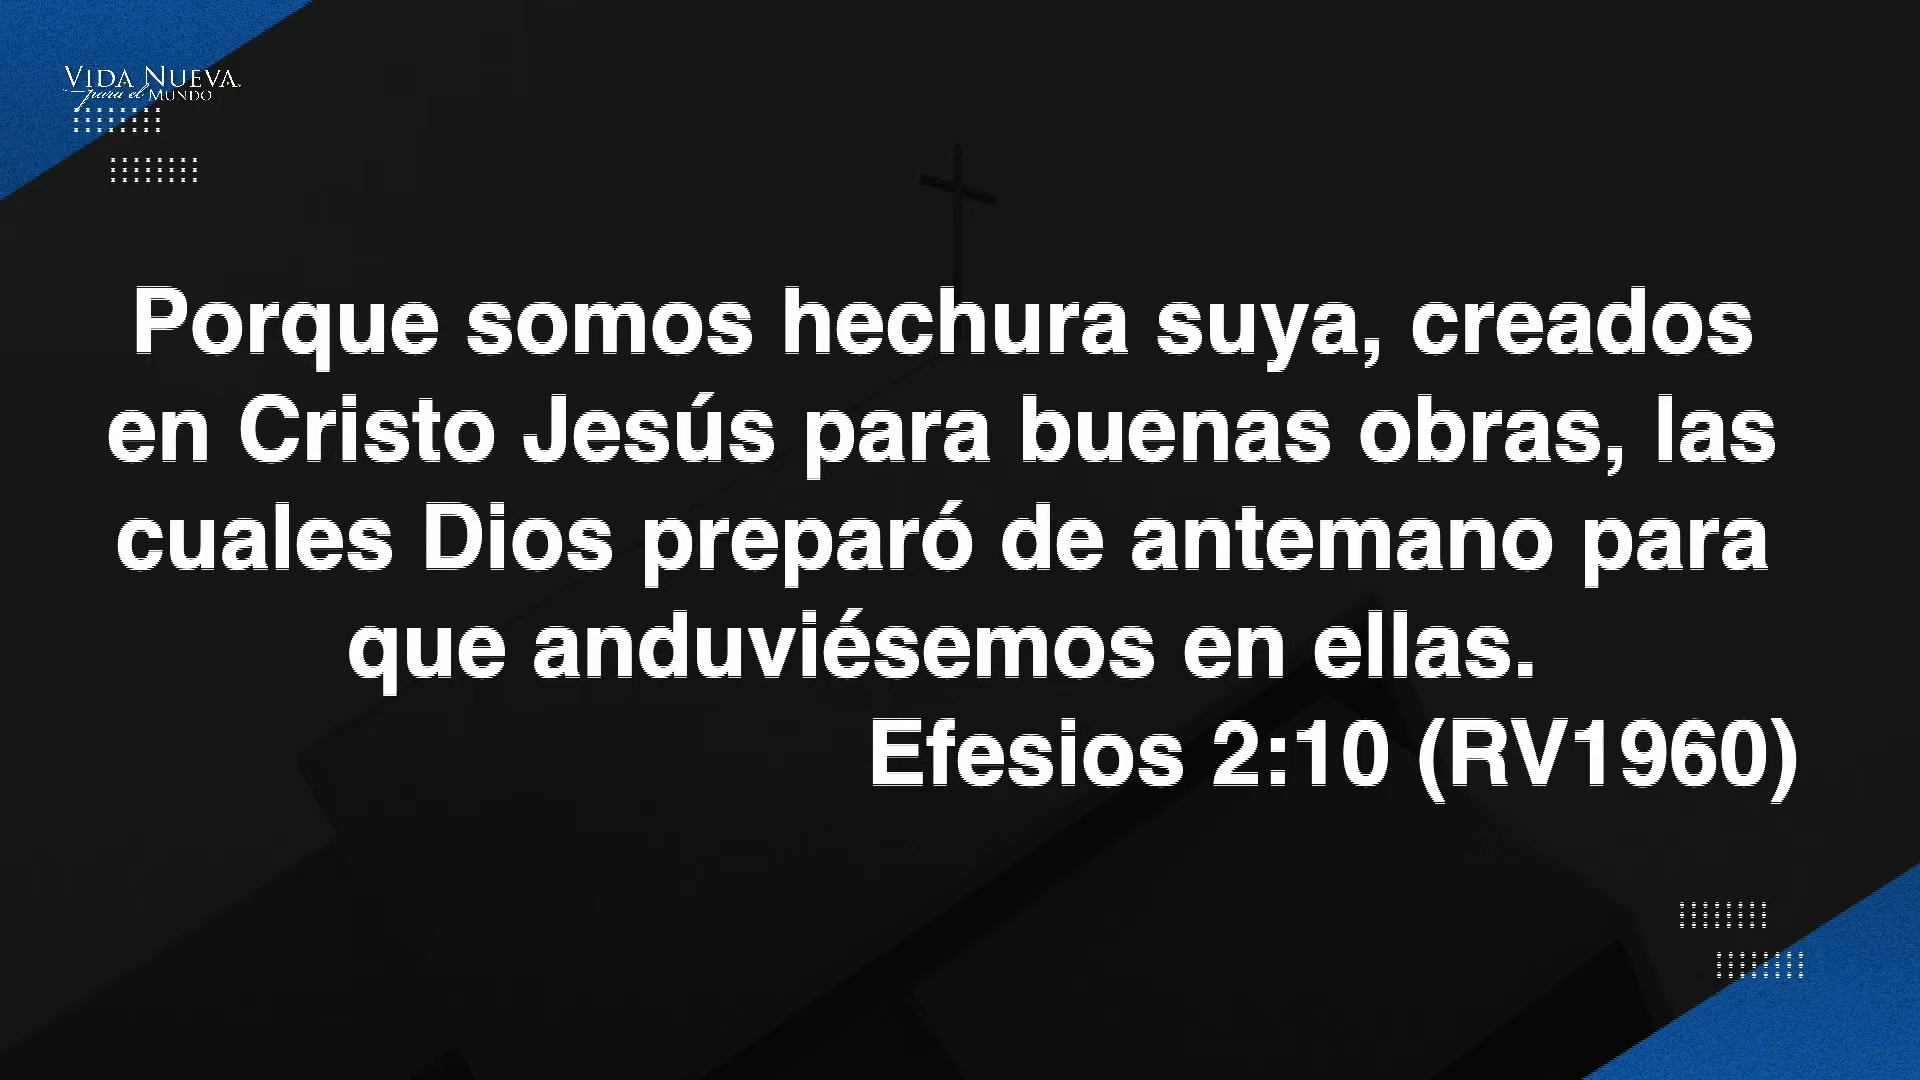 VIDA NUEVA
para el MUNDO
Porque somos hechura suya, creados
en Cristo Jesús para buenas obras, las
cuales Dios preparó de antemano para
que anduviésemos en ellas.
Efesios 2:10 (RV1960)